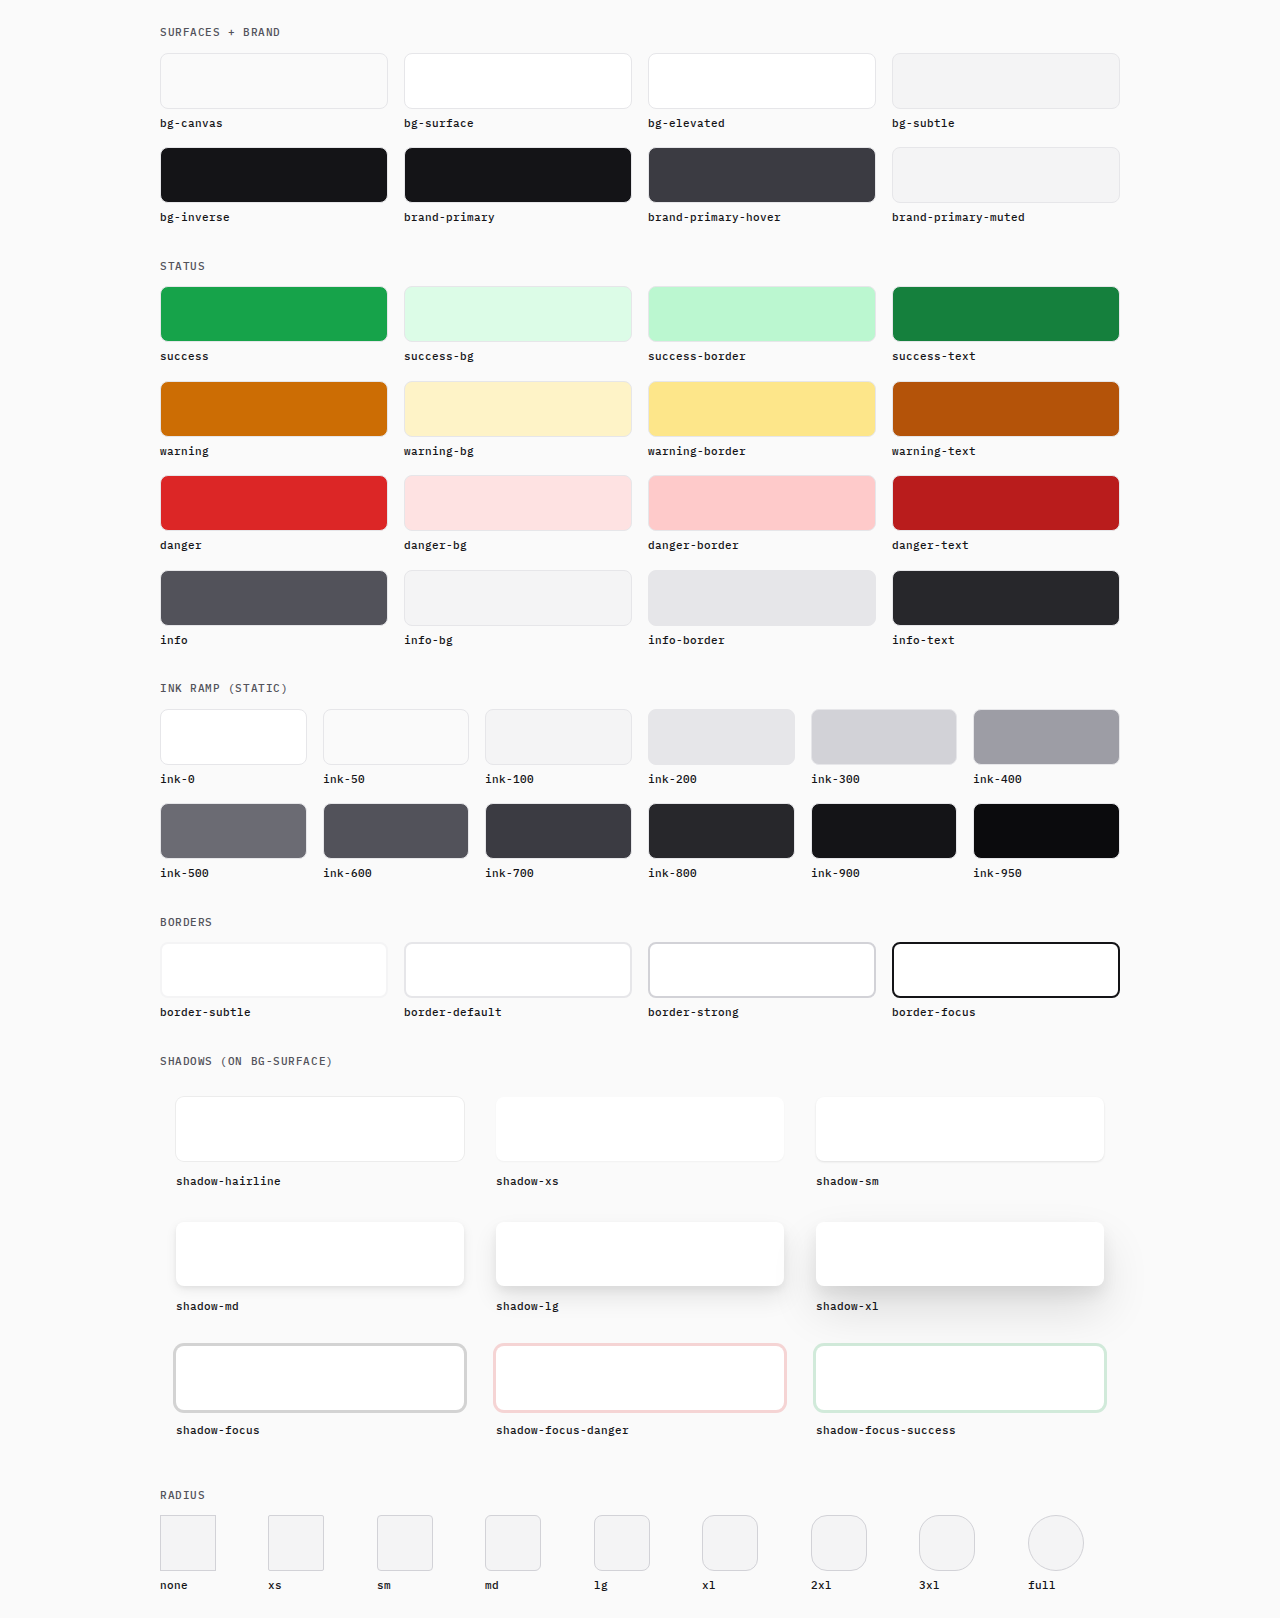 SURFACES + BRAND
bg-canvas
bg-surface
bg-elevated
bg-subtle
bg-inverse
brand-primary
brand-primary-hover
brand-primary-muted
STATUS
success
success-bg
success-border
success-text
warning
warning-bg
warning-border
warning-text
danger
danger-bg
danger-border
danger-text
info
info-bg
info-border
info-text
INK RAMP (STATIC)
ink-0
ink-50
ink-100
ink-200
ink-300
ink-400
ink-500
ink-600
ink-700
ink-800
ink-900
ink-950
BORDERS
border-subtle
border-default
border-strong
border-focus
SHADOWS (ON BG-SURFACE)
shadow-hairline
shadow-xs
shadow-sm
shadow-md
shadow-lg
shadow-xl
shadow-focus
shadow-focus-danger
shadow-focus-success
RADIUS
none
xs
sm
md
lg
xl
2xl
3xl
full